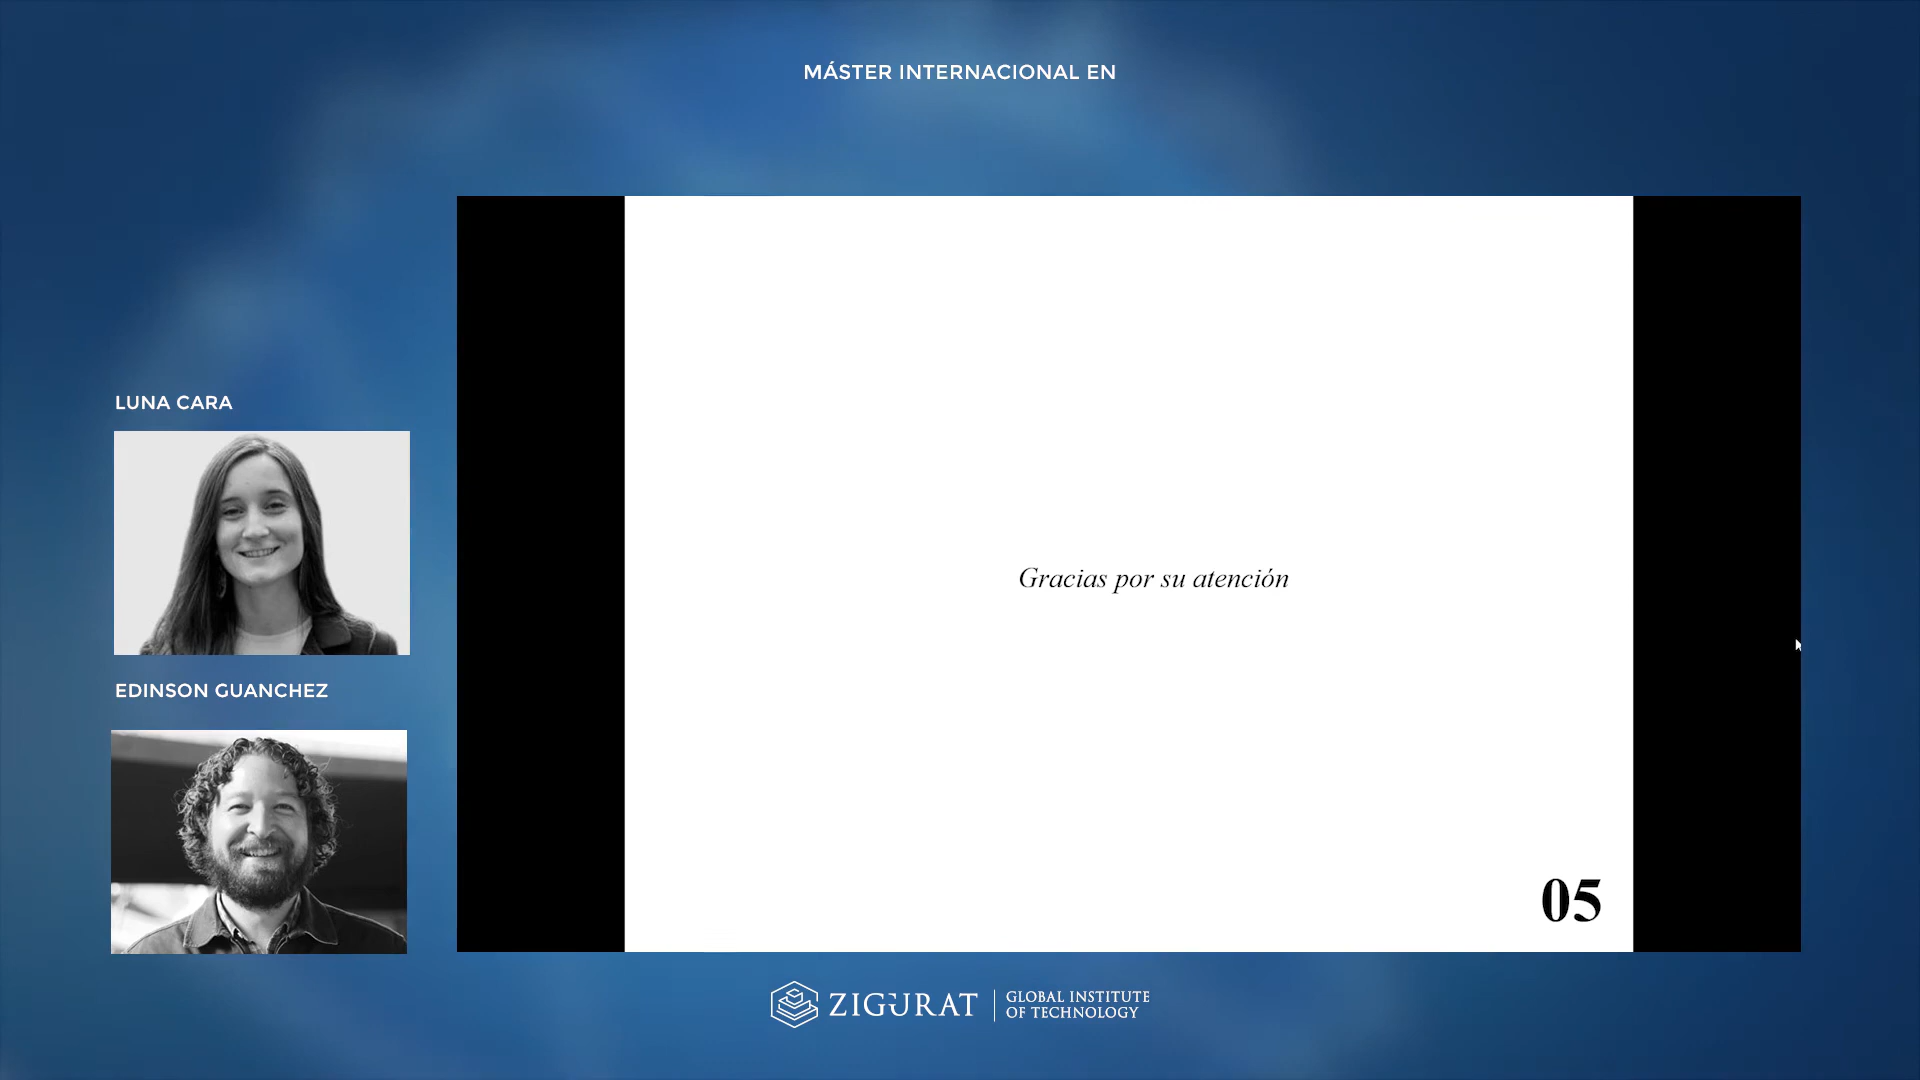 MÁSTER INTERNACIONAL EN
LUNA CARA
EDINSON GUANCHEZ
Gracias por su atención
05
ZIGURAT
GLOBAL INSTITUTE
OF TECHNOLOGY